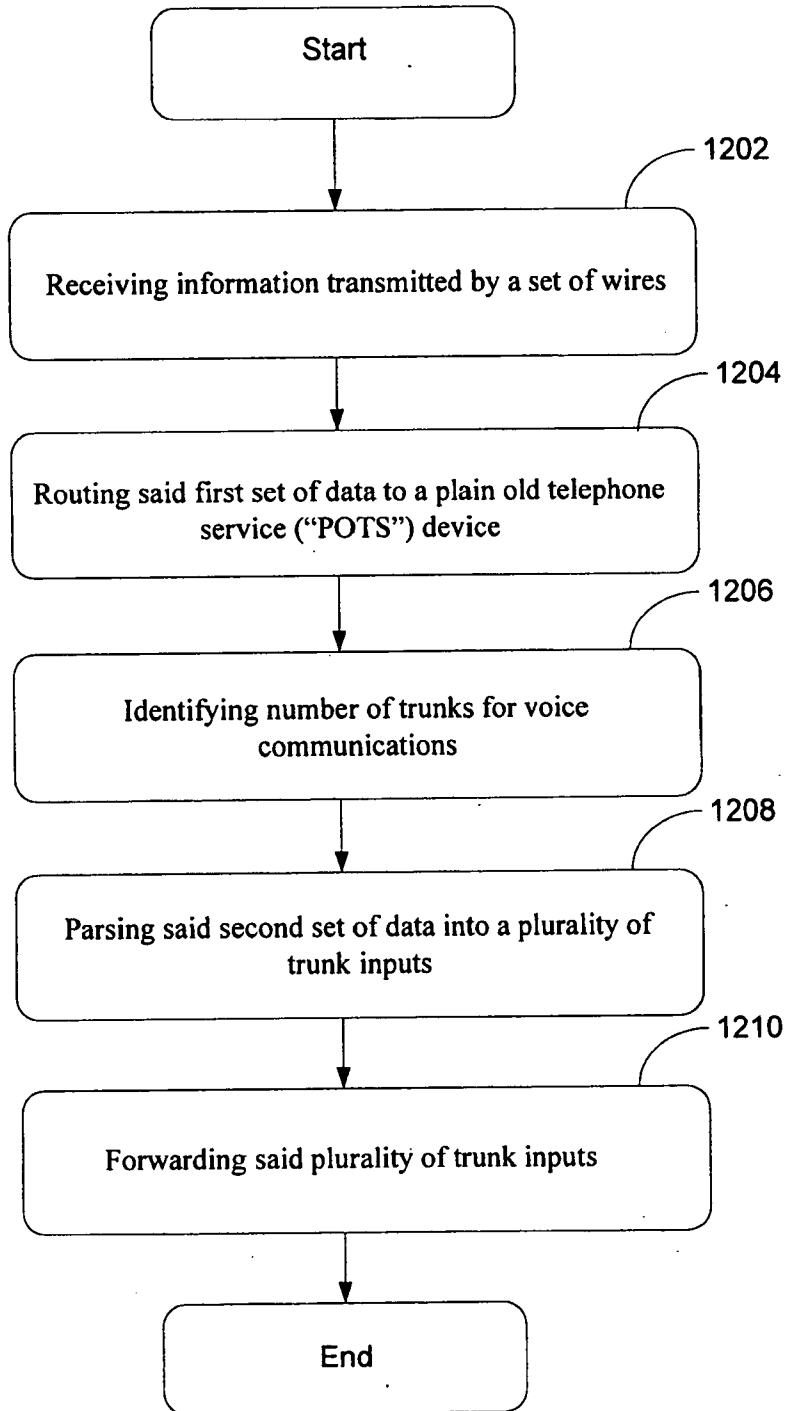 Start
1202
Receiving information transmitted by a set of wires
1204
Routing said first set of data to a plain old telephone
service (“POTS”) device
1206
Identifying number of trunks for voice
communications
1208
Parsing said second set of data into a plurality of
trunk inputs
1210
Forwarding said plurality of trunk inputs
End